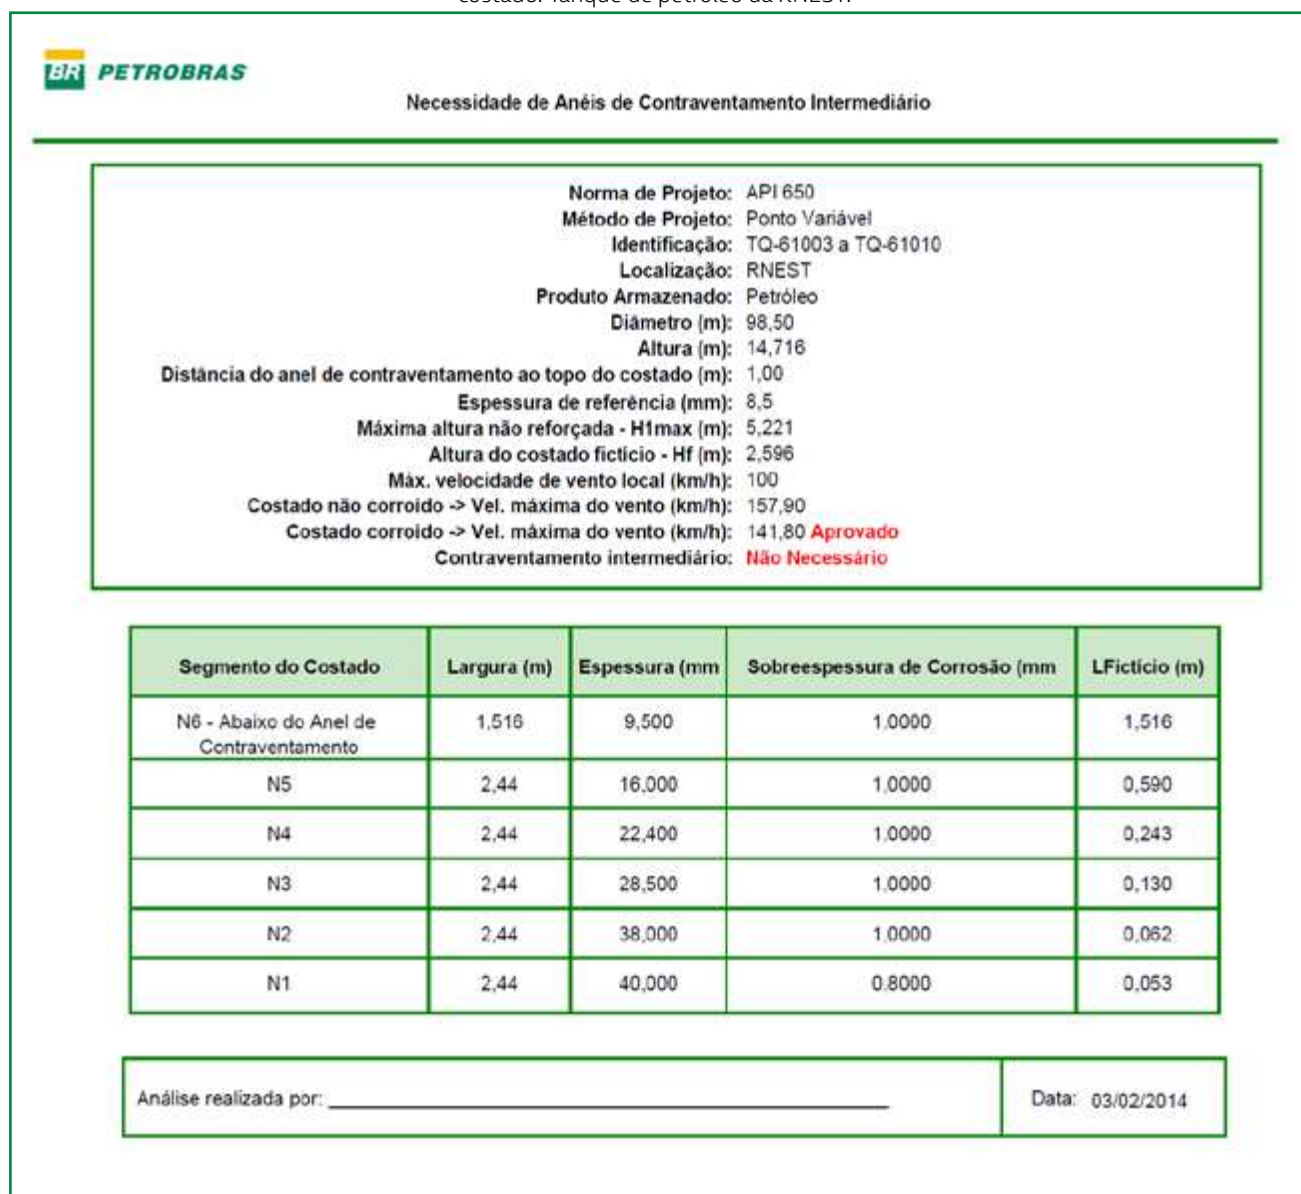 costado. Tanque de petróleo da RNEST.
BR PETROBRAS
Necessidade de Anéis de Contraventamento Intermediário
Norma de Projeto: API 650
Método de Projeto: Ponto Variável
Identificação: TQ-61003 a TQ-61010
Localização: RNEST
Produto Armazenado: Petróleo
Diâmetro (m): 98,50
Altura (m): 14,716
Distância do anel de contraventamento ao topo do costado (m): 1,00
Espessura de referência (mm): 8,5
Máxima altura não reforçada - H1max (m): 5,221
Altura do costado fictício - Hf (m): 2,596
Máx. velocidade de vento local (km/h): 100
Costado não corroído -> Vel. máxima do vento (km/h): 157,90
Costado corroído -> Vel. máxima do vento (km/h): 141,80 Aprovado
Contraventamento intermediário: Não Necessário
Segmento do Costado Largura (m) Espessura (mm Sobreespessura de Corrosão (mm LFictício (m)
N6 - Abaixo do Anel de Contraventamento 1,516 9,500 1,0000 1,516
N5 2,44 16,000 1,0000 0,590
N4 2,44 22,400 1,0000 0,243
N3 2,44 28,500 1,0000 0,130
N2 2,44 38,000 1,0000 0,062
N1 2,44 40,000 0.8000 0,053
Análise realizada por: Data: 03/02/2014